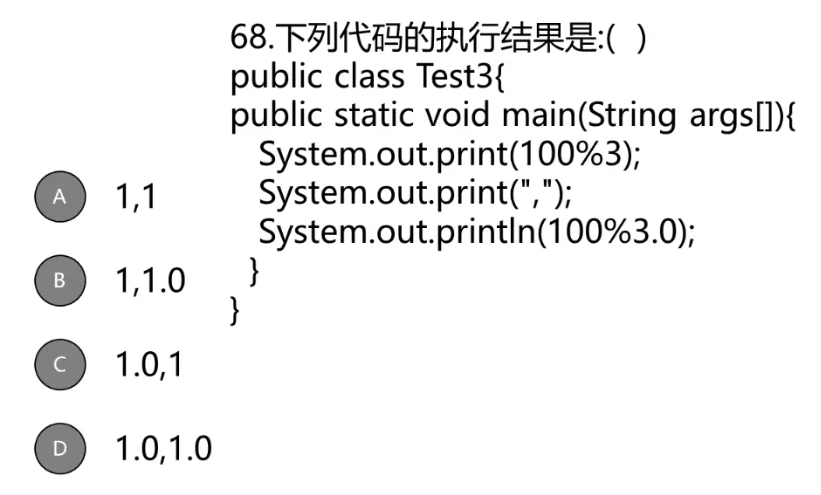 68.下列代码的执行结果是:( )
public class Test3{
public static void main(String args[]){
System.out.print(100%3);
System.out.print(",");
System.out.println(100%3.0);
}
}
A 1,1
B 1,1.0
C 1.0,1
D 1.0,1.0